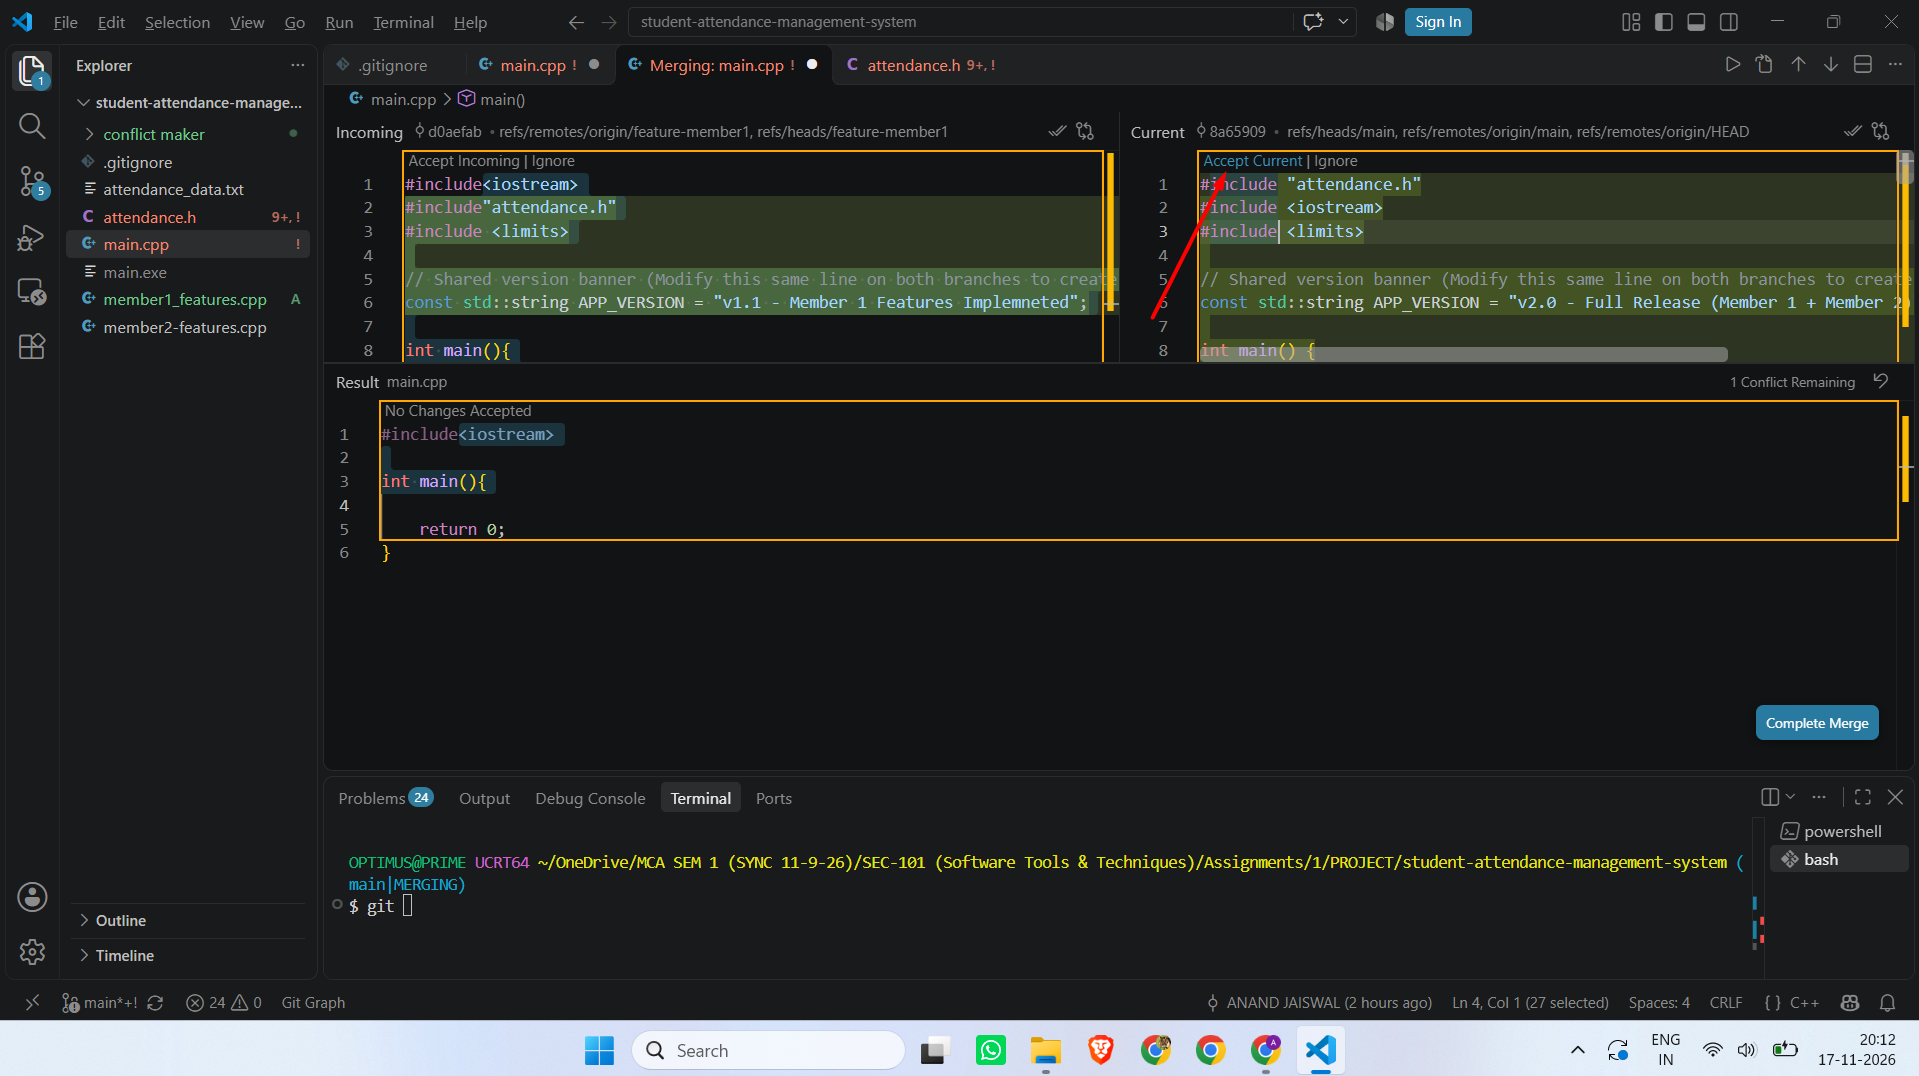 File Edit Selection View Go Run Terminal Help
student-attendance-management-system
Sign In
Explorer
student-attendance-manage...
conflict maker
.gitignore
attendance_data.txt
attendance.h 9+, !
main.cpp !
main.exe
member1_features.cpp A
member2-features.cpp
Outline
Timeline
1
5
.gitignore
main.cpp !
Merging: main.cpp !
attendance.h 9+, !
main.cpp > main()
Incoming d0aefab • refs/remotes/origin/feature-member1, refs/heads/feature-member1
Accept Incoming | Ignore
1 #include<iostream>
2 #include"attendance.h"
3 #include <limits>
4
5 // Shared version banner (Modify this same line on both branches to create
6 const std::string APP_VERSION = "v1.1 - Member 1 Features Implemneted";
7
8 int main(){
Current 8a65909 • refs/heads/main, refs/remotes/origin/main, refs/remotes/origin/HEAD
Accept Current | Ignore
1 #include "attendance.h"
2 #include <iostream>
3 #include <limits>
4
5 // Shared version banner (Modify this same line on both branches to create
6 const std::string APP_VERSION = "v2.0 - Full Release (Member 1 + Member 2)
7
8 int main() {
Result main.cpp
1 Conflict Remaining
No Changes Accepted
1 #include<iostream>
2
3 int main(){
4
5 return 0;
6 }
Complete Merge
Problems 24 Output Debug Console Terminal Ports
OPTIMUS@PRIME UCRT64 ~/OneDrive/MCA SEM 1 (SYNC 11-9-26)/SEC-101 (Software Tools & Techniques)/Assignments/1/PROJECT/student-attendance-management-system (
main|MERGING)
$ git
powershell
bash
main*+! 24 0 Git Graph
ANAND JAISWAL (2 hours ago) Ln 4, Col 1 (27 selected) Spaces: 4 CRLF {} C++
Search
A
ENG
IN
20:12
17-11-2026